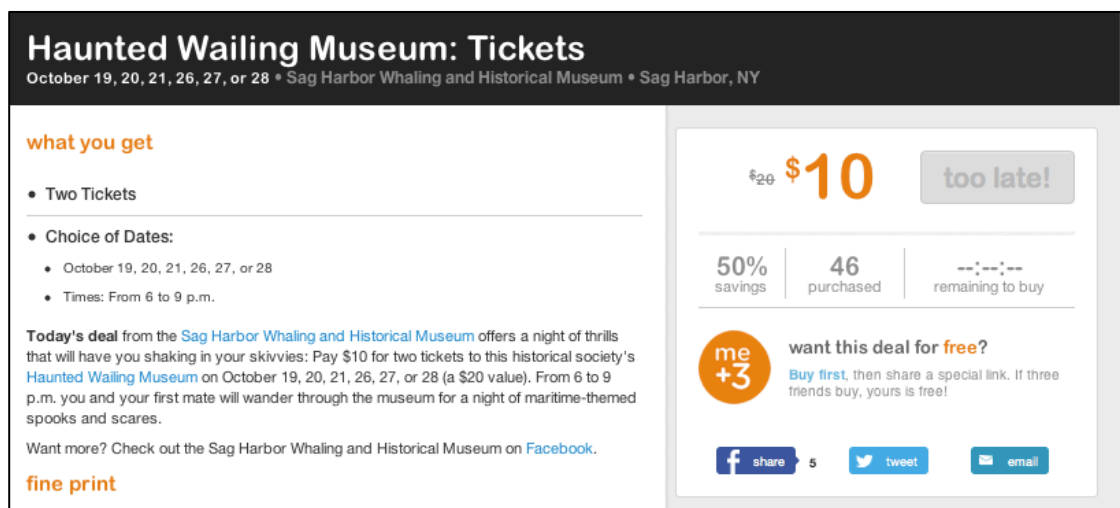 Haunted Wailing Museum: Tickets
October 19, 20, 21, 26, 27, or 28 • Sag Harbor Whaling and Historical Museum • Sag Harbor, NY
what you get
• Two Tickets
• Choice of Dates:
• October 19, 20, 21, 26, 27, or 28
• Times: From 6 to 9 p.m.
Today's deal from the Sag Harbor Whaling and Historical Museum offers a night of thrills
that will have you shaking in your skivvies: Pay $10 for two tickets to this historical society's
Haunted Wailing Museum on October 19, 20, 21, 26, 27, or 28 (a $20 value). From 6 to 9
p.m. you and your first mate will wander through the museum for a night of maritime-themed
spooks and scares.
Want more? Check out the Sag Harbor Whaling and Historical Museum on Facebook.
fine print
$20 $10 too late!
50% 46 --:--:--
savings purchased remaining to buy
me
+3
want this deal for free?
Buy first, then share a special link. If three
friends buy, yours is free!
f share 5 tweet email